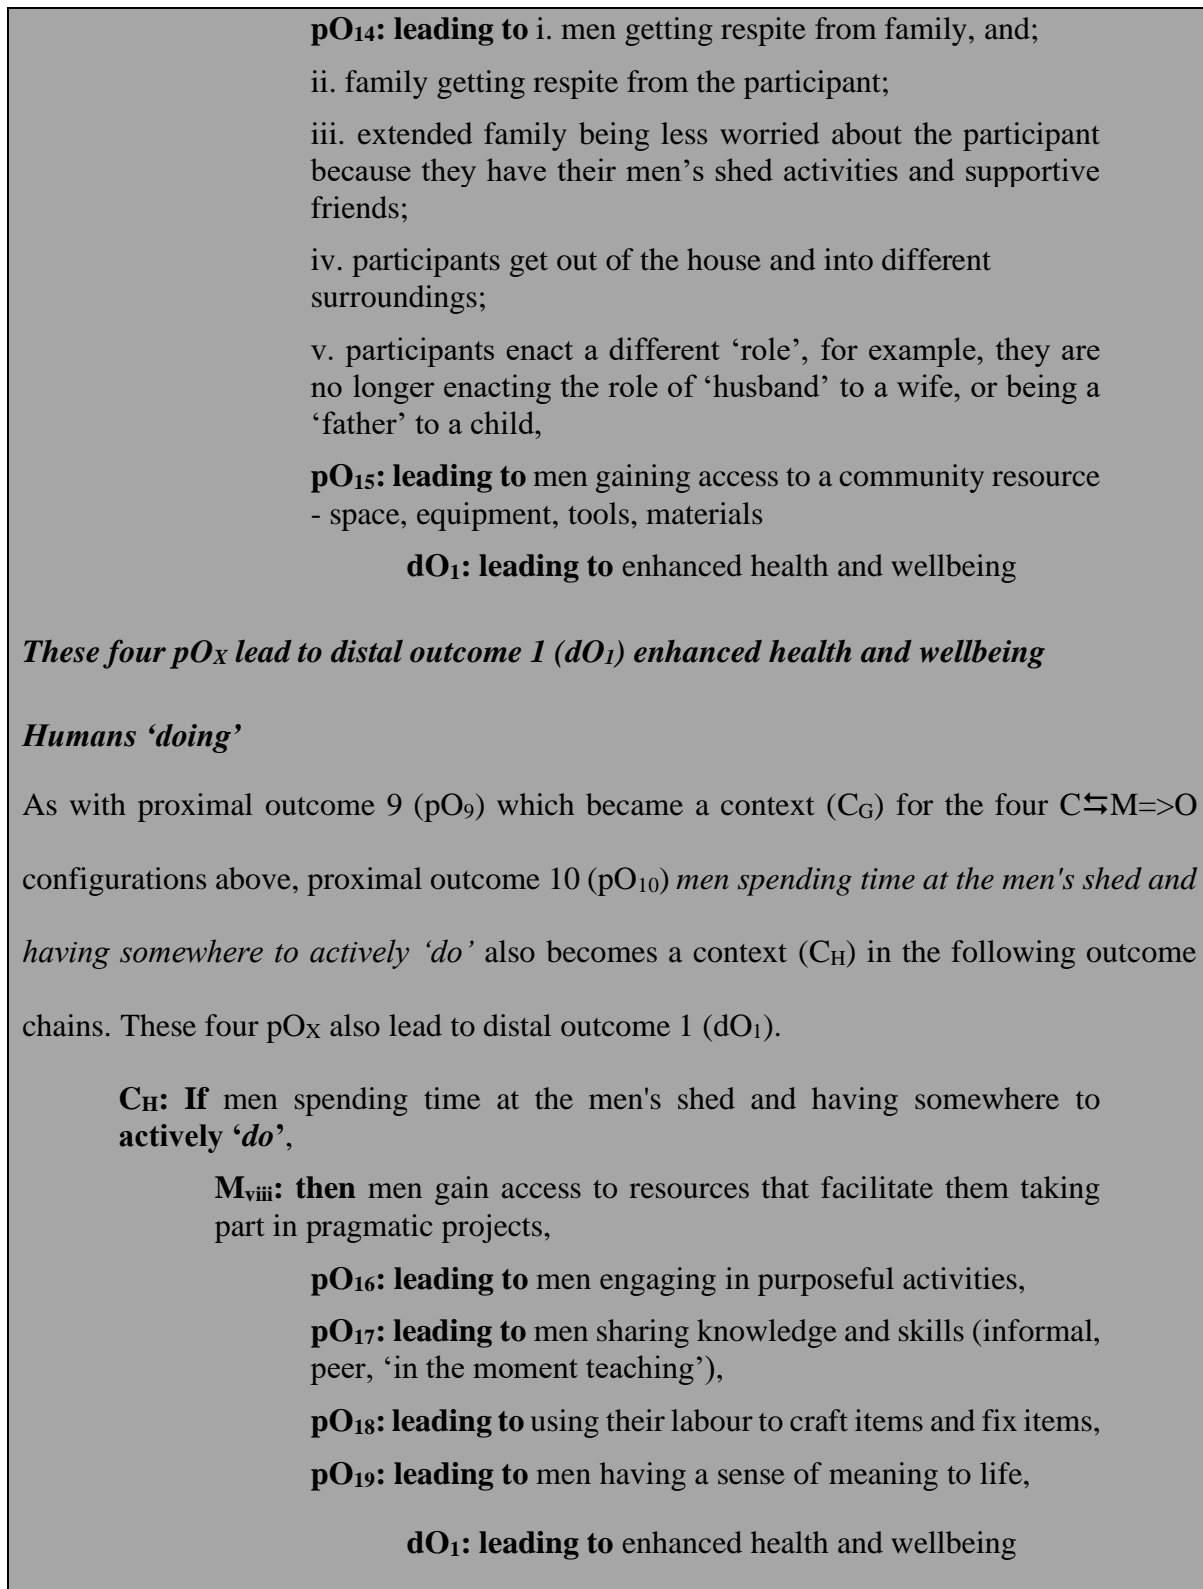 pO14: leading to i. men getting respite from family, and;
ii. family getting respite from the participant;
iii. extended family being less worried about the participant
because they have their men’s shed activities and supportive
friends;
iv. participants get out of the house and into different
surroundings;
v. participants enact a different ‘role’, for example, they are
no longer enacting the role of ‘husband’ to a wife, or being a
‘father’ to a child,
pO15: leading to men gaining access to a community resource
- space, equipment, tools, materials
dO1: leading to enhanced health and wellbeing
These four pOX lead to distal outcome 1 (dO1) enhanced health and wellbeing
Humans ‘doing’
As with proximal outcome 9 (pO9) which became a context (CG) for the four C⇆M=>O
configurations above, proximal outcome 10 (pO10) men spending time at the men's shed and
having somewhere to actively ‘do’ also becomes a context (CH) in the following outcome
chains. These four pOX also lead to distal outcome 1 (dO1).
CH: If men spending time at the men's shed and having somewhere to
actively ‘do’,
Mviii: then men gain access to resources that facilitate them taking
part in pragmatic projects,
pO16: leading to men engaging in purposeful activities,
pO17: leading to men sharing knowledge and skills (informal,
peer, ‘in the moment teaching’),
pO18: leading to using their labour to craft items and fix items,
pO19: leading to men having a sense of meaning to life,
dO1: leading to enhanced health and wellbeing